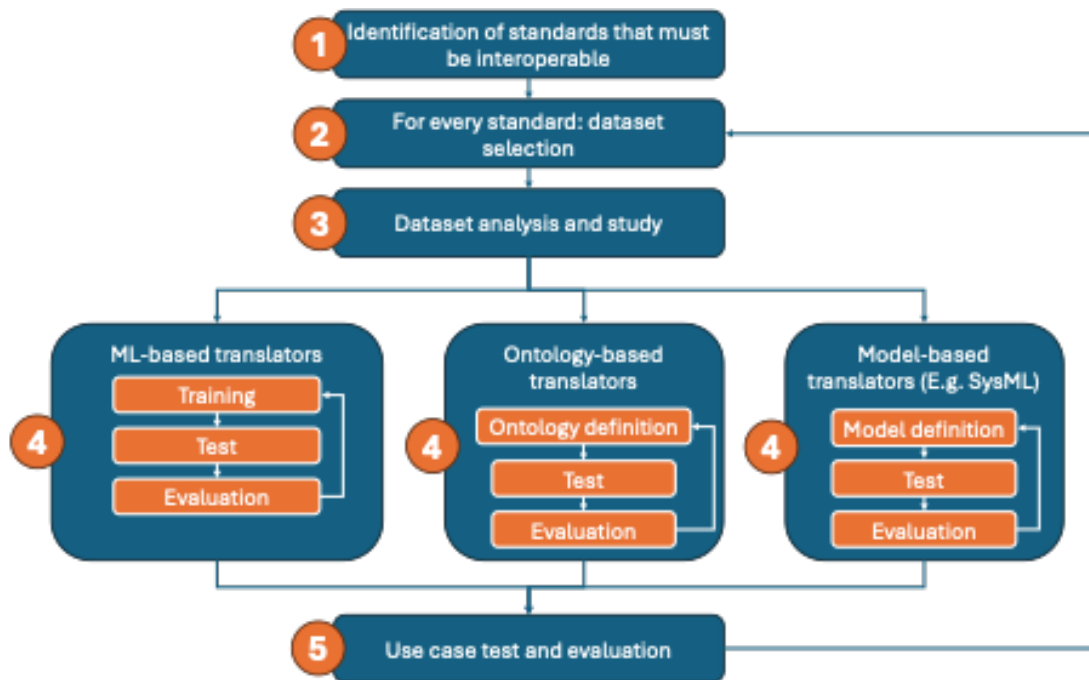 1
Identification of standards that must
be interoperable
2
For every standard: dataset
selection
3
Dataset analysis and study
4
ML-based translators
Training
Test
Evaluation
4
Ontology-based
translators
Ontology definition
Test
Evaluation
4
Model-based
translators (E.g. SysML)
Model definition
Test
Evaluation
5
Use case test and evaluation